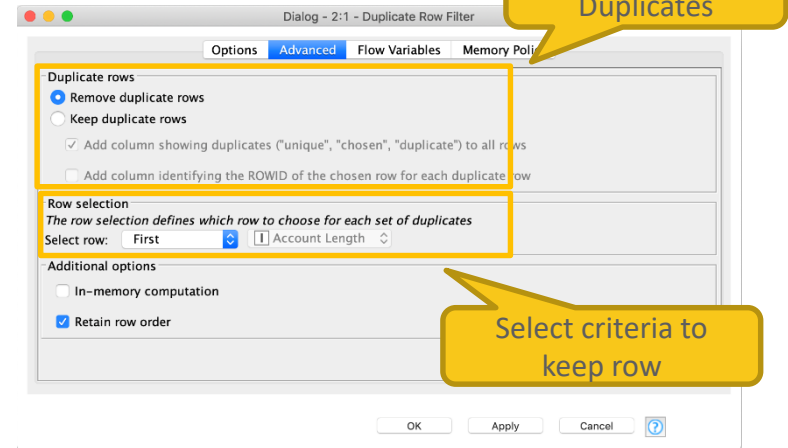 Duplicates
Dialog - 2:1 - Duplicate Row Filter
Options Advanced Flow Variables Memory
Duplicate rows
Remove duplicate rows
Keep duplicate rows
Add column showing duplicates ("unique", "chosen", "duplicate") to all rows
Add column identifying the ROWID of the chosen row for each duplicate row
Row selection
The row selection defines which row to choose for each set of duplicates
Select row: First I Account Length
Additional options
In-memory computation
Retain row order
Select criteria to
keep row
OK Apply Cancel ?